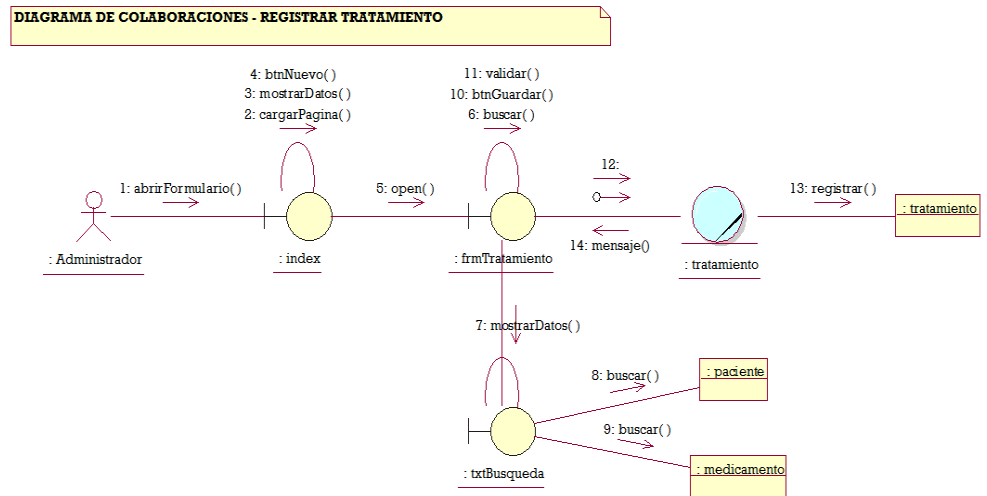 DIAGRAMA DE COLABORACIONES - REGISTRAR TRATAMIENTO
4: btnNuevo( )
3: mostrarDatos( )
2: cargarPagina( )
11: validar( )
10: btnGuardar( )
6: buscar( )
1: abrirFormulario( )
5: open( )
12:
13: registrar( )
14: mensaje()
: Administrador
: index
: frmTratamiento
: tratamiento
: tratamiento
7: mostrarDatos( )
8: buscar( )
: paciente
9: buscar( )
: medicamento
: txtBusqueda